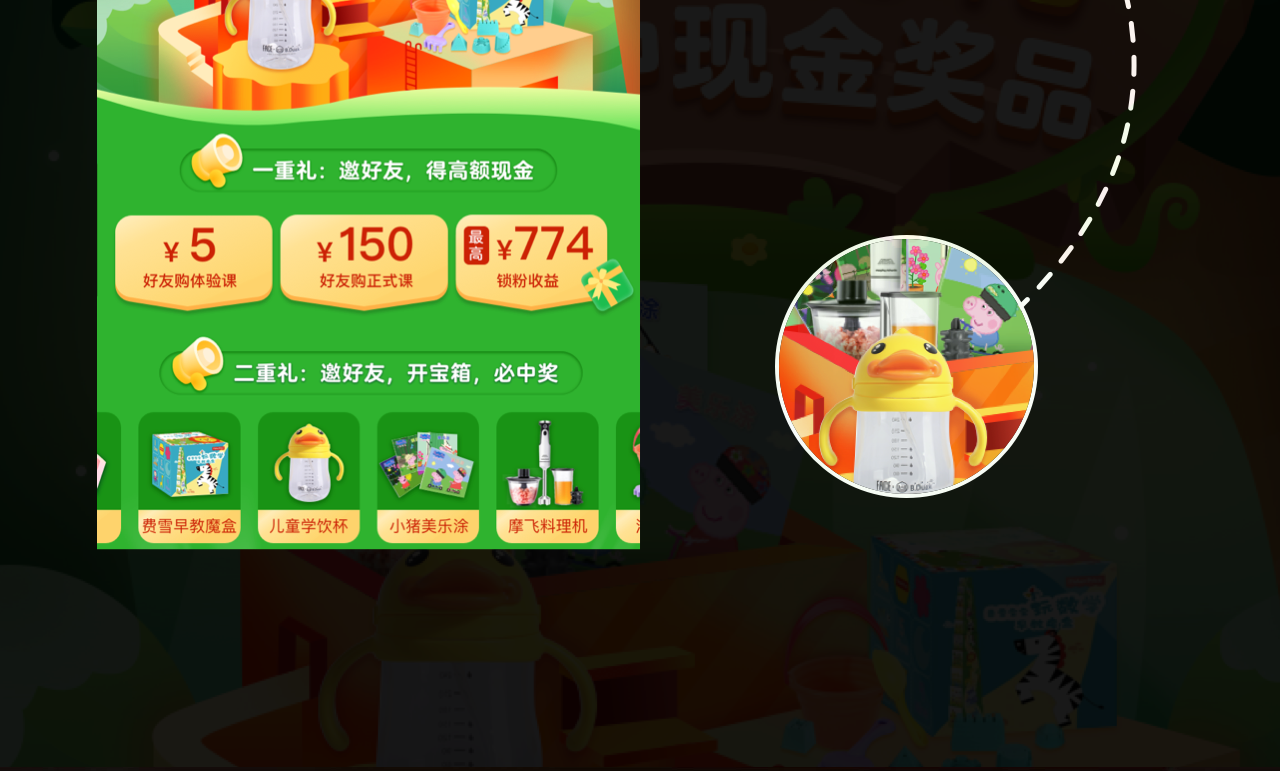 现金奖品
一重礼：邀好友，得高额现金
¥5
好友购体验课
¥150
好友购正式课
最高
¥774
锁粉收益
二重礼：邀好友，开宝箱，必中奖
费雪早教魔盒
儿童学饮杯
小猪美乐涂
摩飞料理机
FACE
B.Duck